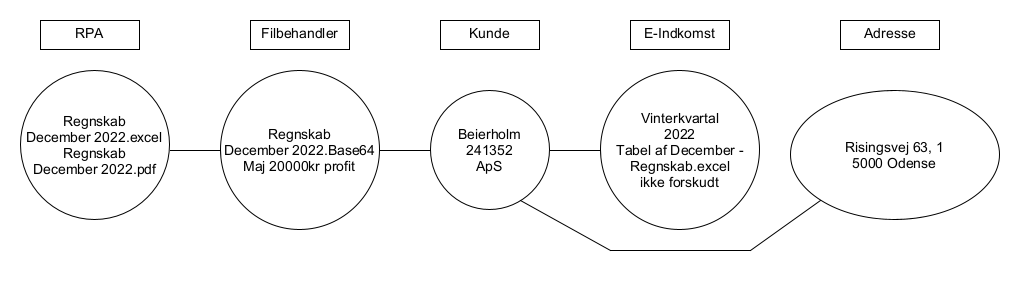 RPA
Filbehandler
Kunde
E-Indkomst
Adresse
Regnskab
December 2022.excel
Regnskab
December 2022.pdf
Regnskab
December 2022.Base64
Maj 20000kr profit
Beierholm
241352
ApS
Vinterkvartal
2022
Tabel af December -
Regnskab.excel
ikke forskudt
Risingsvej 63, 1
5000 Odense